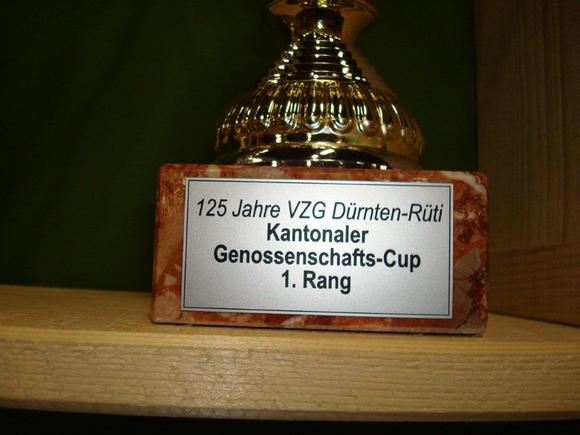 125 Jahre VZG Dürnten-Rüti
Kantonaler
Genossenschafts-Cup
1. Rang